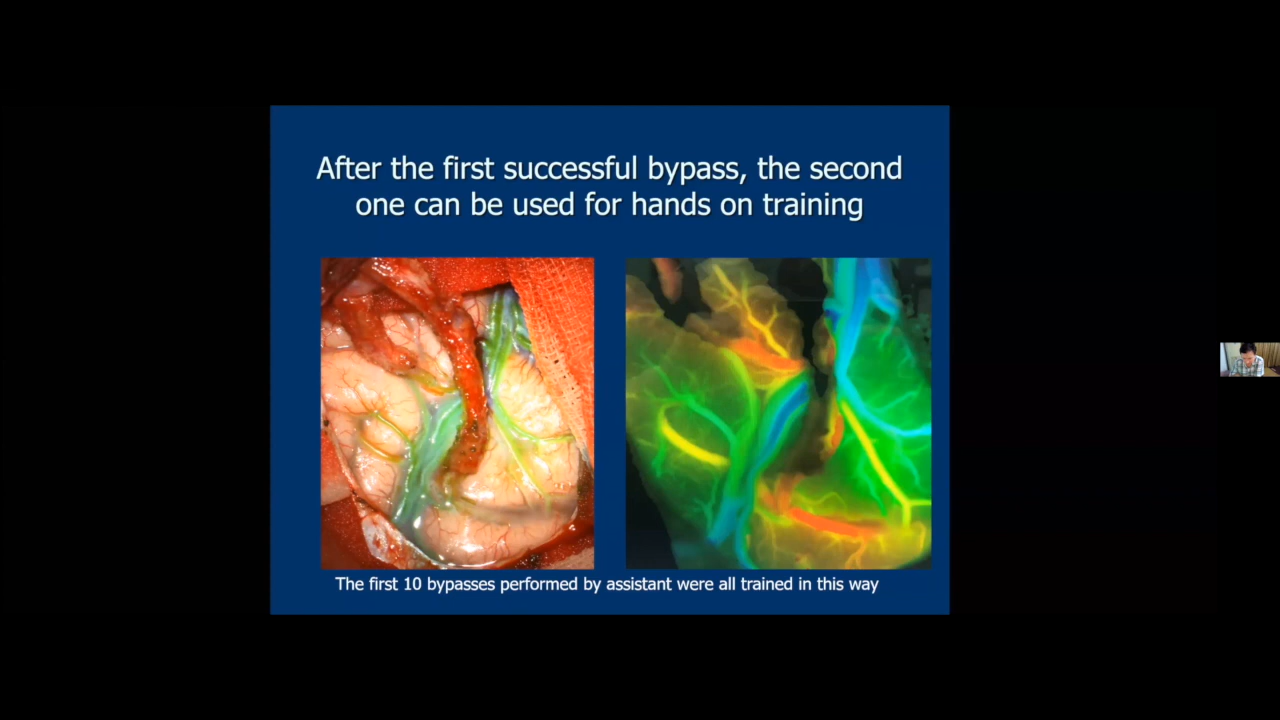 After the first successful bypass, the second
one can be used for hands on training
The first 10 bypasses performed by assistant were all trained in this way